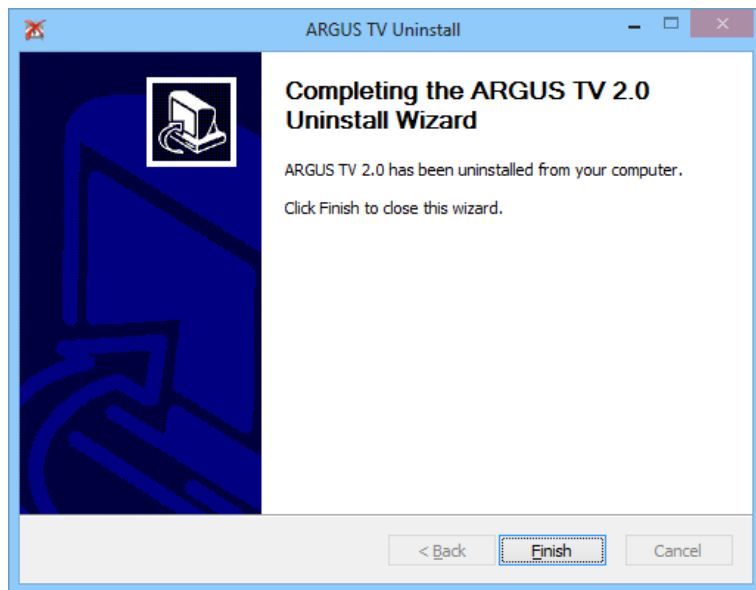 ARGUS TV Uninstall
Completing the ARGUS TV 2.0
Uninstall Wizard
ARGUS TV 2.0 has been uninstalled from your computer.
Click Finish to close this wizard.
< Back
Finish
Cancel